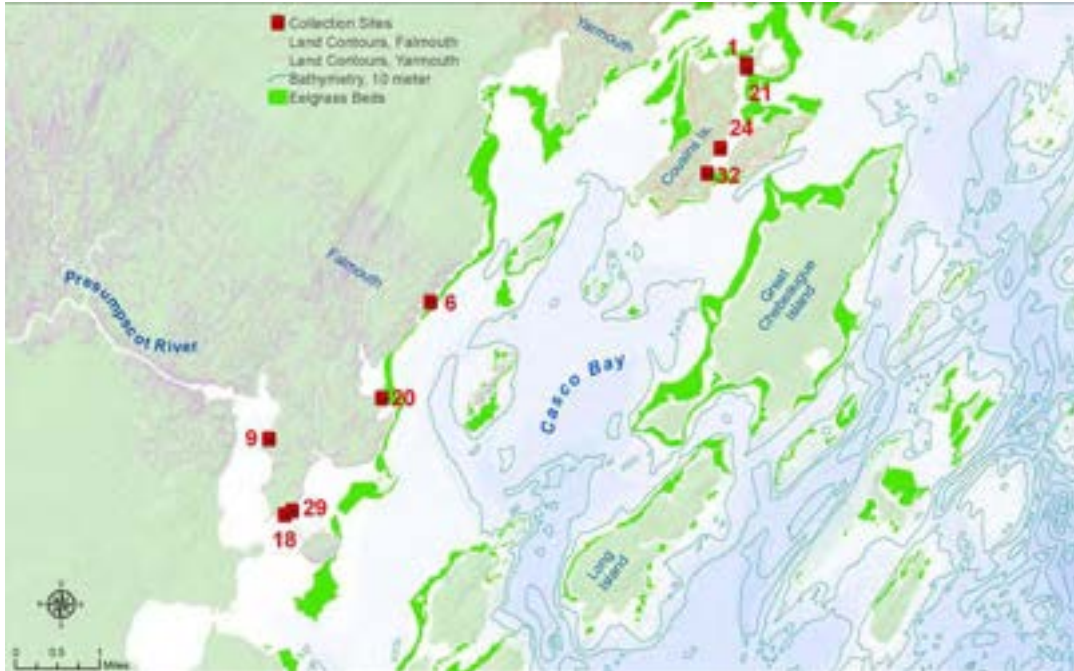 Collection Sites
Land Contours, Falmouth
Land Contours, Yarmouth
Bathymetry, 10 meter
Eelgrass Beds
Yarmouth
1
21
24
Cousins Is.
32
Falmouth
Great
Chebeague
Island
Presumpscot River
6
Casco Bay
20
9
29
18
Long
Island
0 0.5 1
Miles